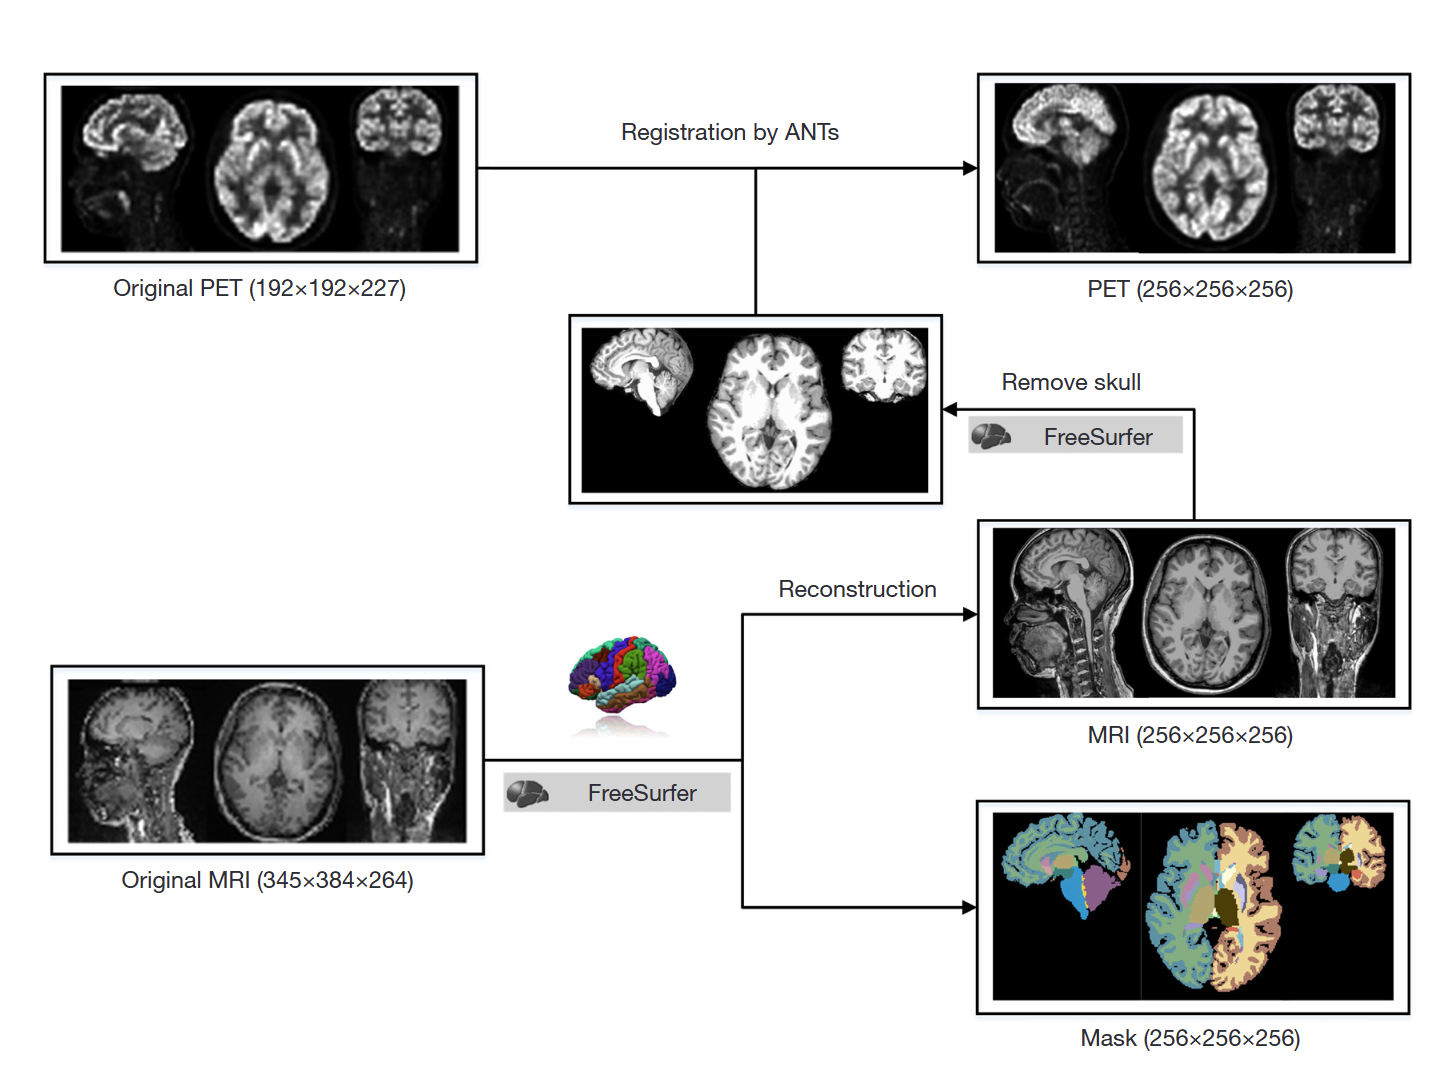 Registration by ANTs
Original PET (192×192×227)
PET (256×256×256)
Remove skull
FreeSurfer
Reconstruction
MRI (256×256×256)
FreeSurfer
Original MRI (345×384×264)
Mask (256×256×256)